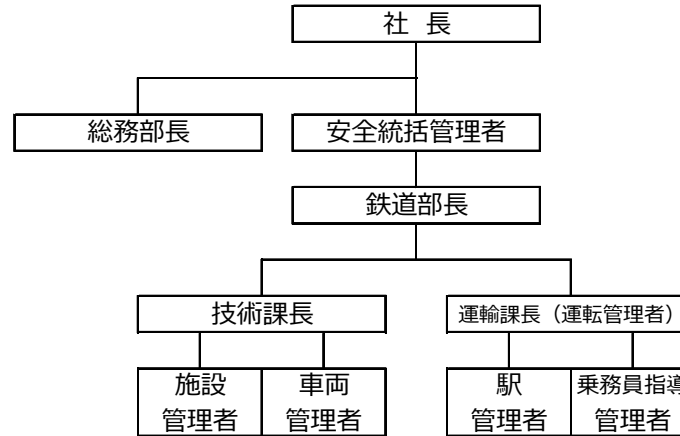 社 長
総務部長
安全統括管理者
鉄道部長
技術課長
運輸課長（運転管理者）
施設
管理者
車両
管理者
駅
管理者
乗務員指導
管理者